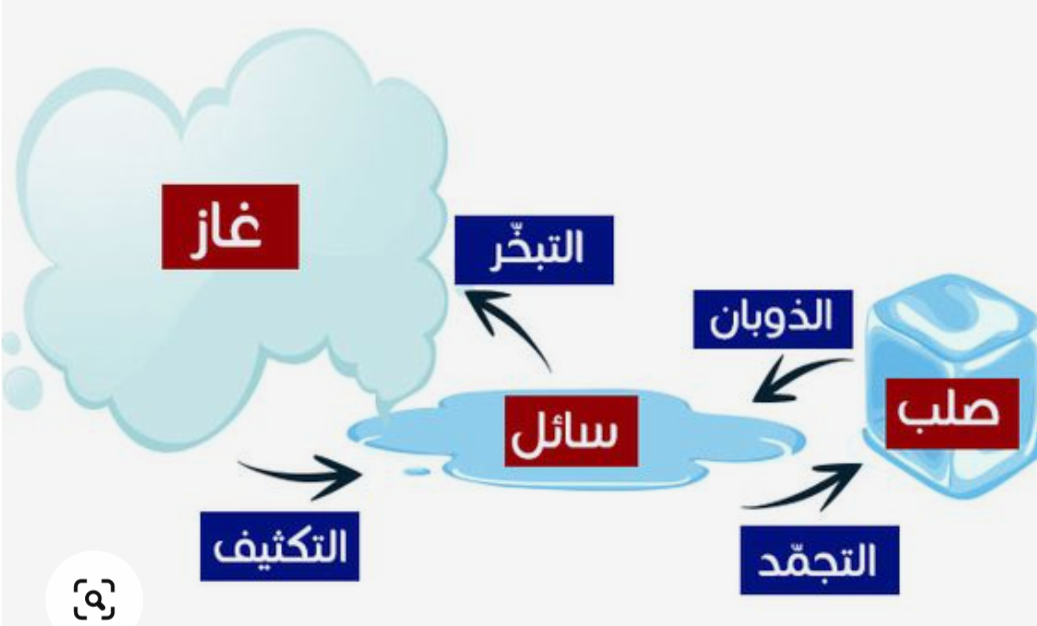 غاز
التبخّر
الذوبان
صلب
سائل
التكثيف
التجمّد